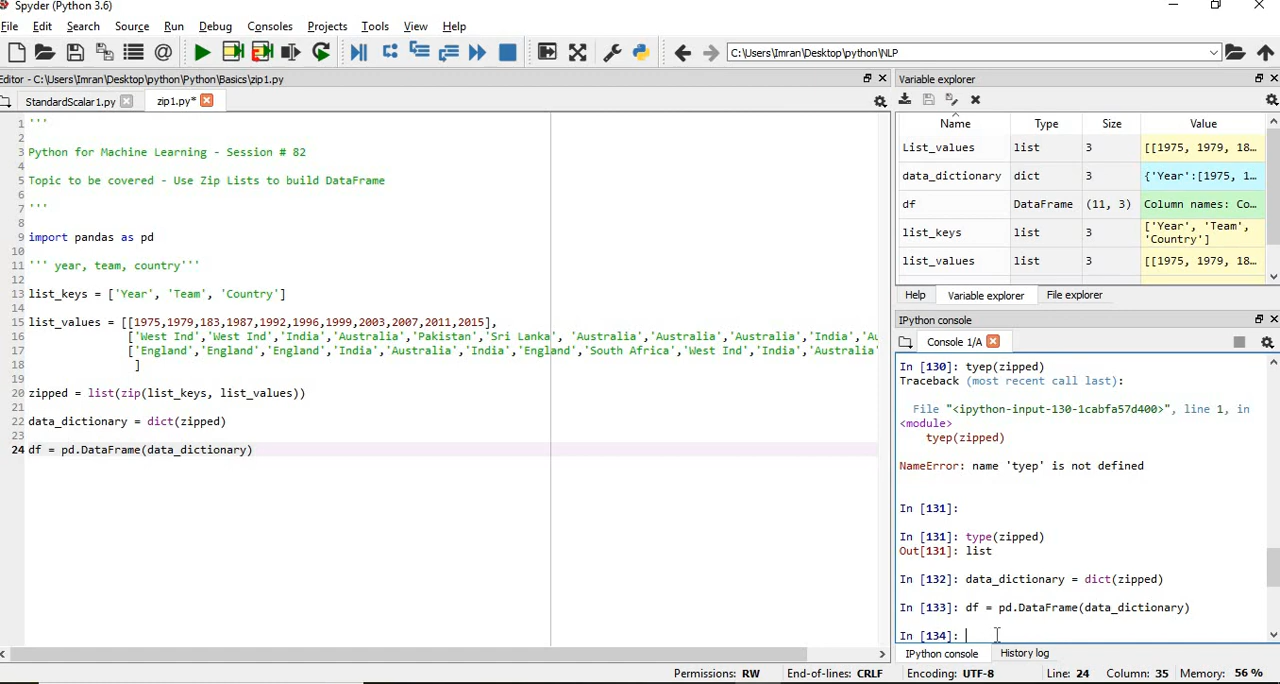 Spyder (Python 3.6)
File Edit Search Source Run Debug Consoles Projects Tools View Help
C:\Users\Imran\Desktop\python\NLP
Editor - C:\Users\Imran\Desktop\python\Python\Basics\zip1.py
StandardScalar1.py zip1.py*
1 '''
2
3 Python for Machine Learning - Session # 82
4
5 Topic to be covered - Use Zip Lists to build DataFrame
6
7 '''
8
9 import pandas as pd
10
11 ''' year, team, country'''
12
13 list_keys = ['Year', 'Team', 'Country']
14
15 list_values = [[1975,1979,183,1987,1992,1996,1999,2003,2007,2011,2015],
16 ['West Ind','West Ind','India','Australia','Pakistan','Sri Lanka', 'Australia','Australia','Australia','India','Au
17 ['England','England','England','India','Australia','India','England','South Africa','West Ind','India','Australia'
18 ]
19
20 zipped = list(zip(list_keys, list_values))
21
22 data_dictionary = dict(zipped)
23
24 df = pd.DataFrame(data_dictionary)
Variable explorer
Name Type Size Value
List_values list 3 [[1975, 1979, 18...
data_dictionary dict 3 {'Year':[1975, 1...
df DataFrame (11, 3) Column names: Co...
list_keys list 3 ['Year', 'Team', 'Country']
list_values list 3 [[1975, 1979, 18...
Help Variable explorer File explorer
IPython console
Console 1/A
In [130]: tyep(zipped)
Traceback (most recent call last):
File "<ipython-input-130-1cabfa57d400>", line 1, in
<module>
tyep(zipped)
NameError: name 'tyep' is not defined
In [131]:
In [131]: type(zipped)
Out[131]: list
In [132]: data_dictionary = dict(zipped)
In [133]: df = pd.DataFrame(data_dictionary)
In [134]:
IPython console History log
Permissions: RW End-of-lines: CRLF Encoding: UTF-8 Line: 24 Column: 35 Memory: 56 %